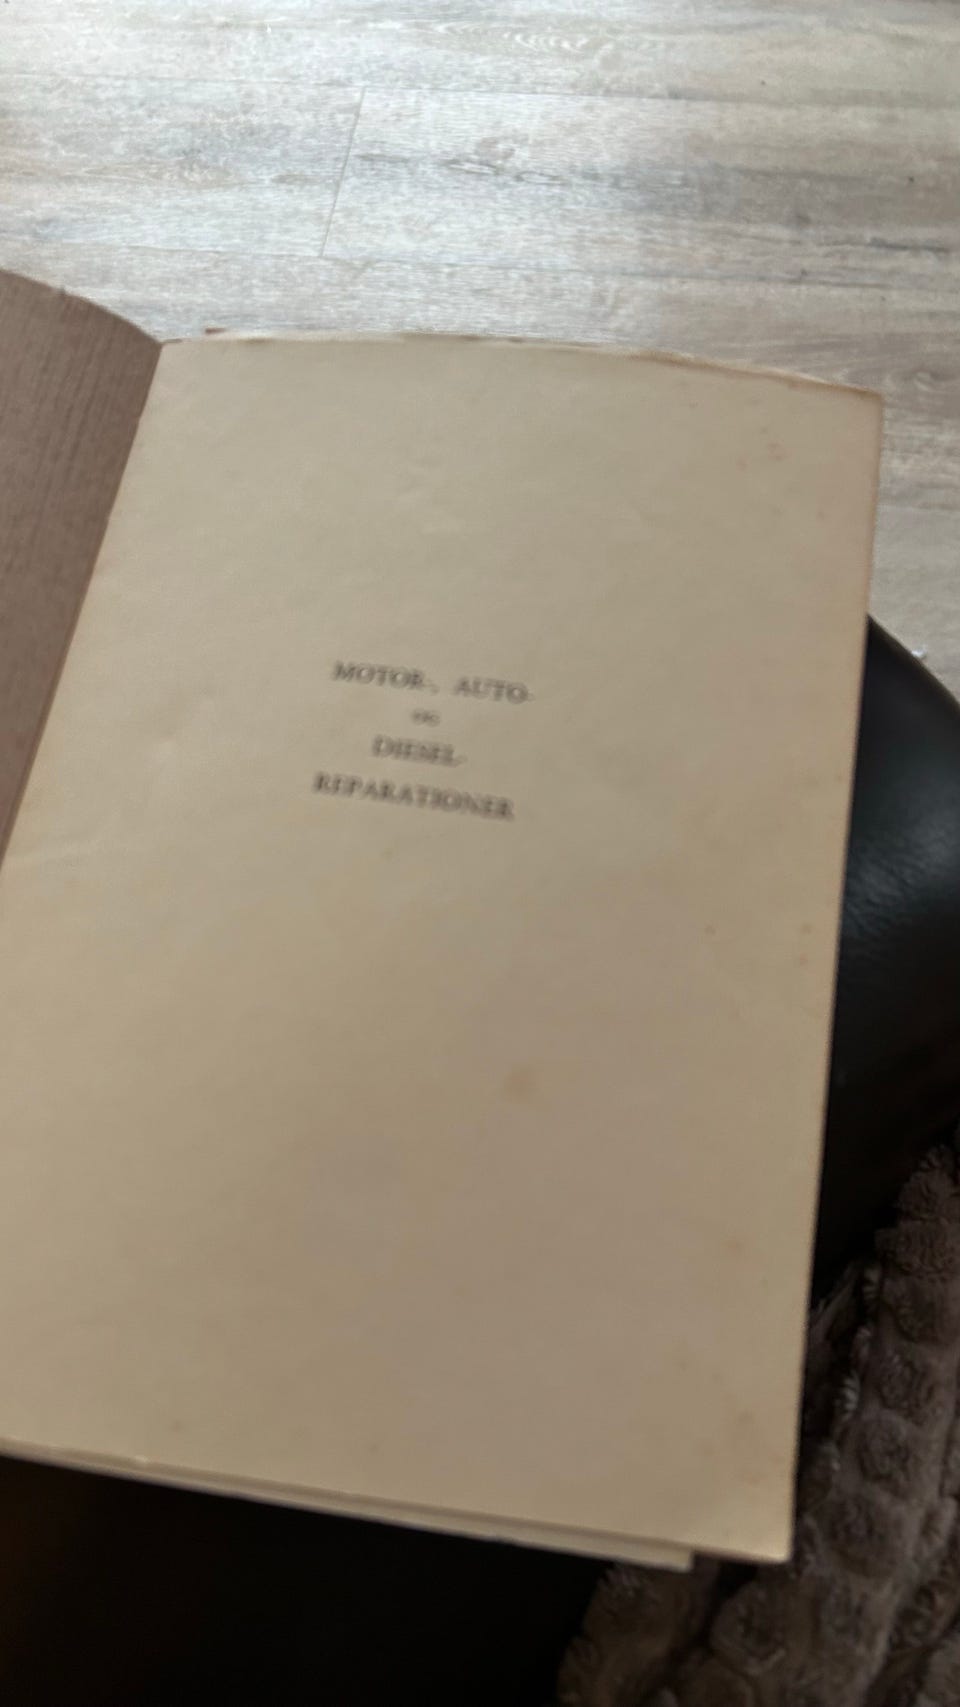 MOTOR-, AUTO-
OG
DIESEL-
REPARATIONER